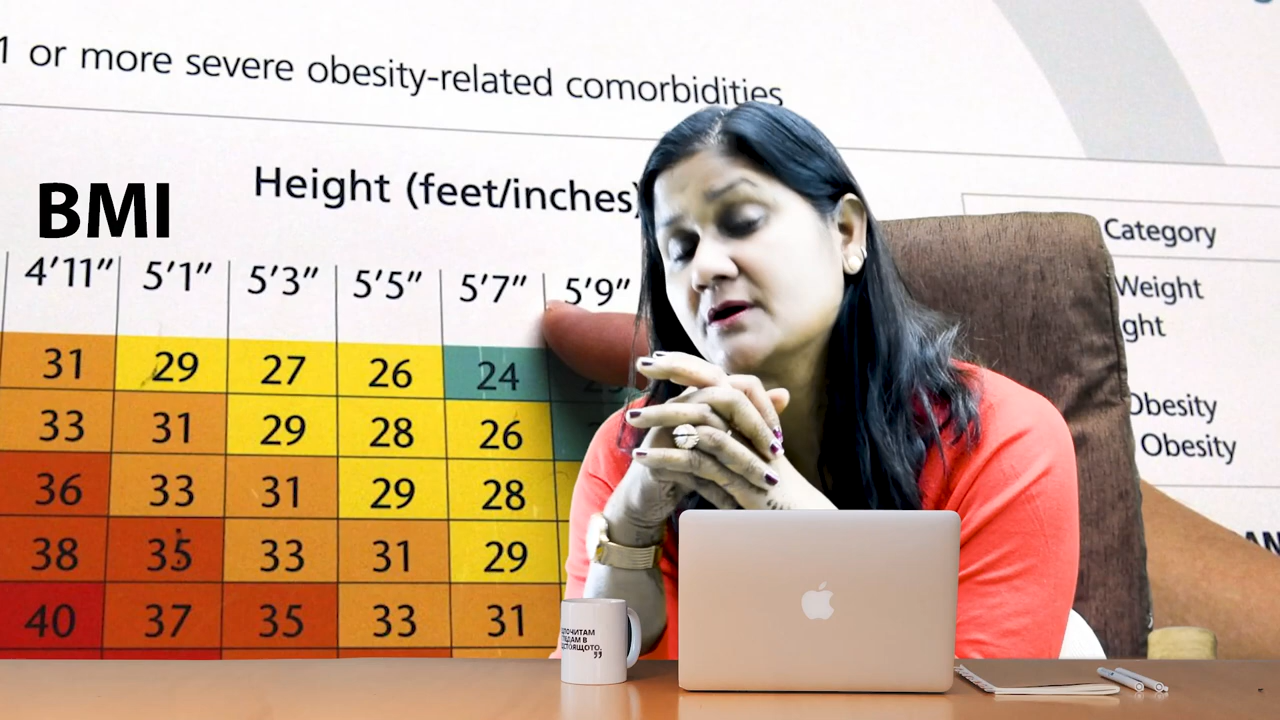 1 or more severe obesity-related comorbidities
BMI
Height (feet/inches)
4'11" 5'1" 5'3" 5'5" 5'7" 5'9"
31 29 27 26 24
33 31 29 28 26
36 33 31 29 28
38 35 33 31 29
40 37 35 33 31
Category
Weight
Obesity
Obesity
В